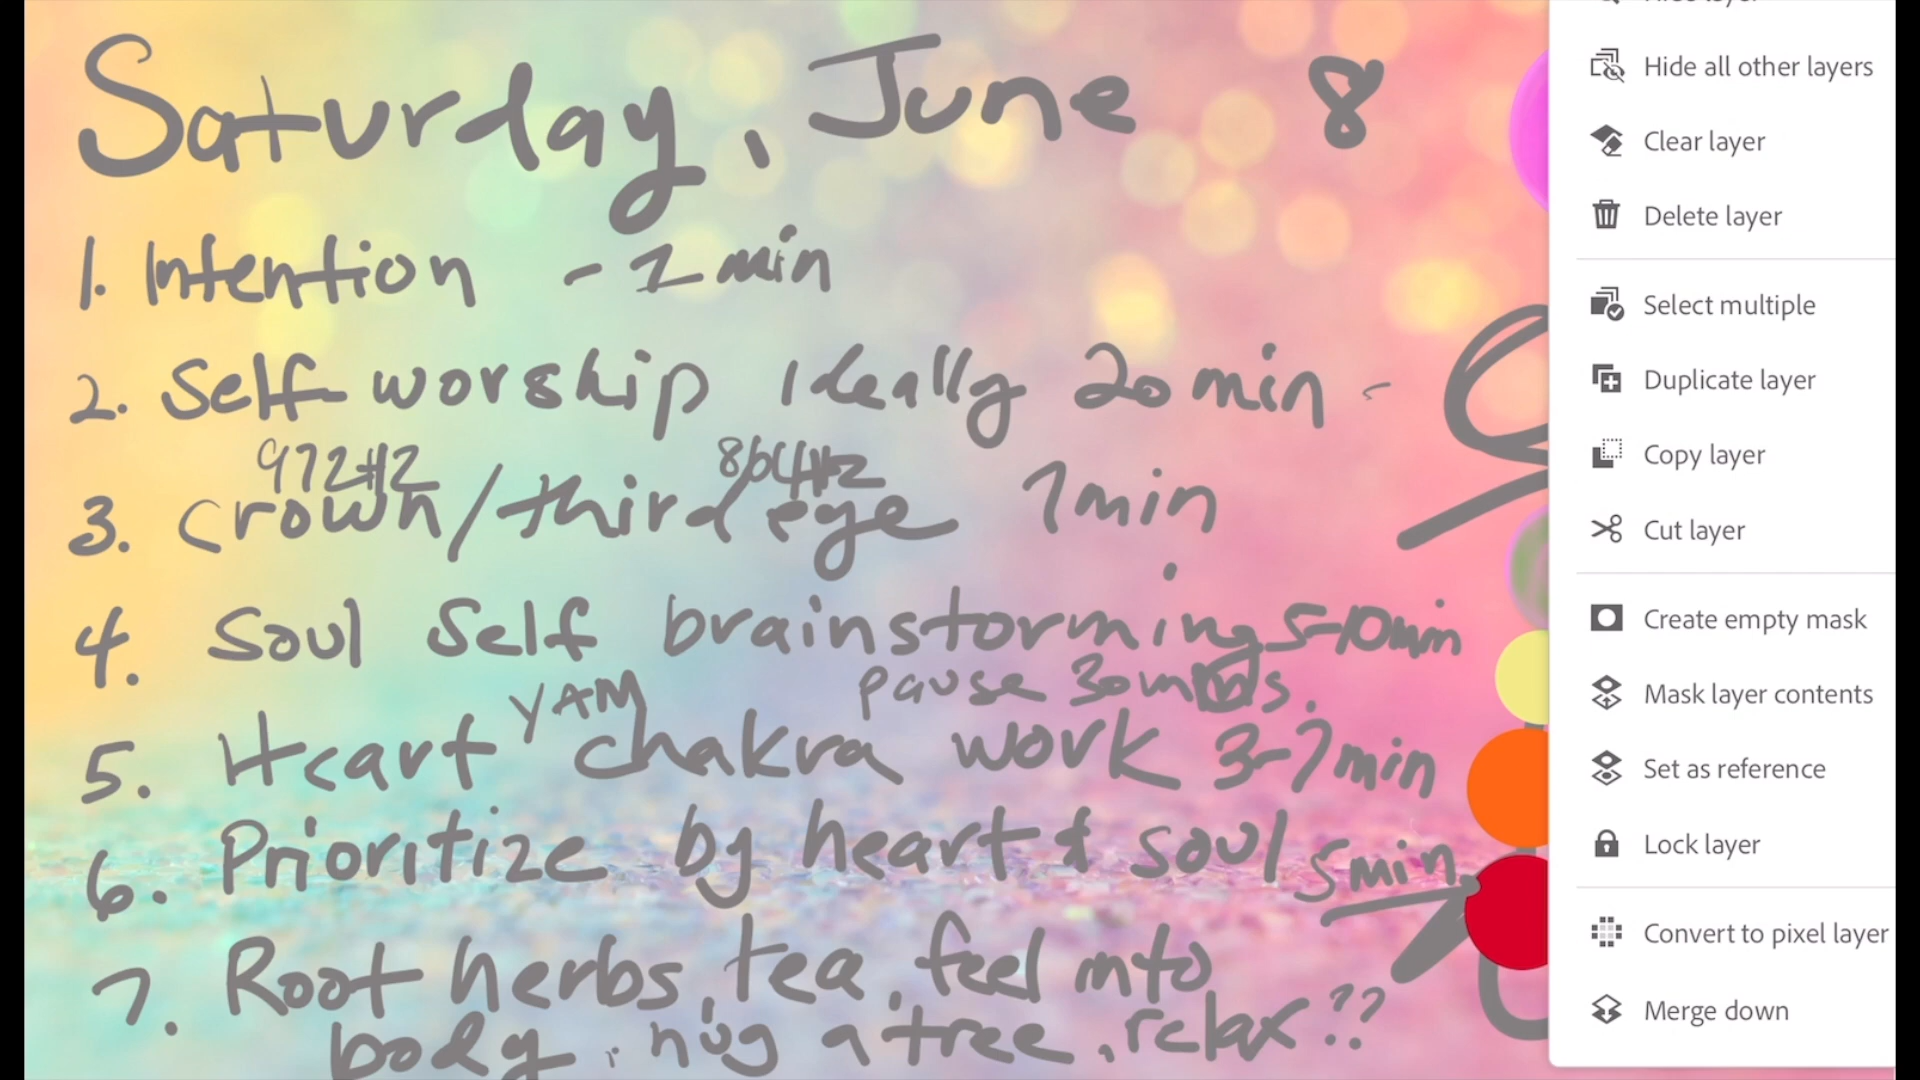 Saturday, June 8
1. Intention - 1 min
2. Self worship Ideally 20 min -
972Hz 864Hz
3. Crown/third eye 7 min
4. Soul Self brainstorming 5-10 min
YAM pause 30 mins.
5. Heart chakra work 3-7 min
6. Prioritize by heart & soul 5 min
7. Root herbs, tea, feel into
body, hug a tree, relax??
Hide layer
Hide all other layers
Clear layer
Delete layer
Select multiple
Duplicate layer
Copy layer
Cut layer
Create empty mask
Mask layer contents
Set as reference
Lock layer
Convert to pixel layer
Merge down